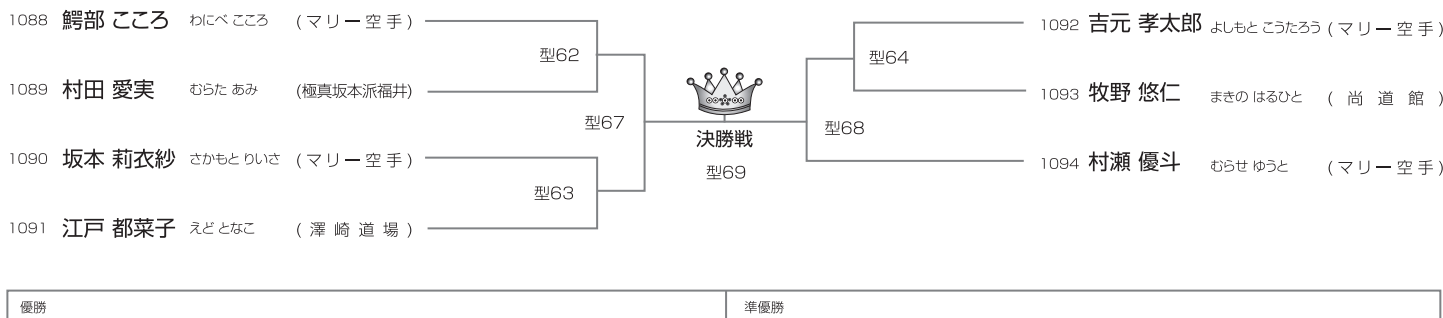 1088 鰐部 こころ わにべ こころ (マリー空手)
型62
1089 村田 愛実 むらた あみ (極真坂本派福井)
型67
1090 坂本 莉衣紗 さかもと りいさ (マリー空手)
型63
1091 江戸 都菜子 えど となこ (澤崎道場)
決勝戦
型69
1092 吉元 孝太郎 よしもと こうたろう (マリー空手)
型64
1093 牧野 悠仁 まきの はるひと (尚道館)
型68
1094 村瀬 優斗 むらせ ゆうと (マリー空手)
優勝
準優勝